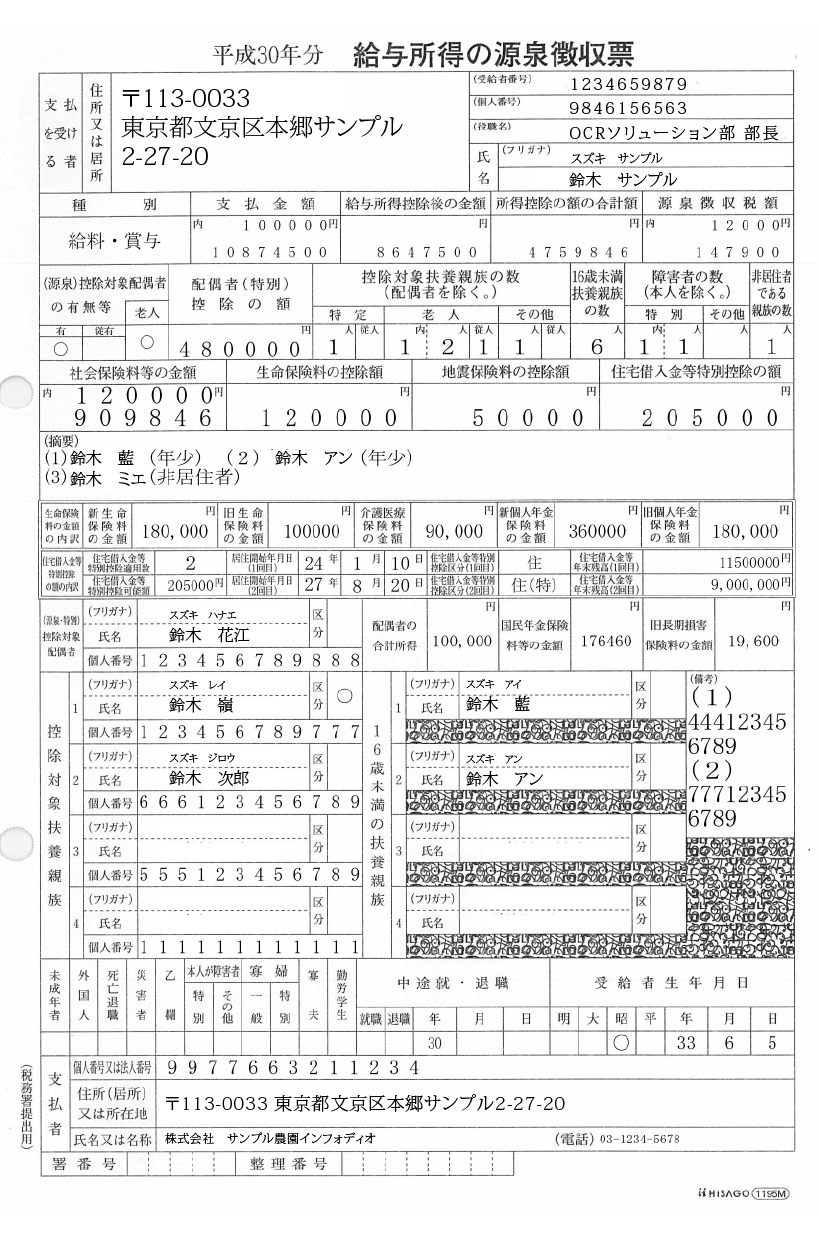 平成30年分 給与所得の源泉徴収票
支払を受ける者
住所又は居所
〒113-0033
東京都文京区本郷サンプル
2-27-20
(受給者番号) 1234659879
(個人番号) 9846156563
(役職名) OCRソリューション部 部長
氏名
(フリガナ) スズキ サンプル
鈴木 サンプル
種別 支払金額 給与所得控除後の金額 所得控除の額の合計額 源泉徴収税額
給料・賞与
内 100000円 円 円 内 12000円
10874500 8647500 4759846 147900
(源泉)控除対象配偶者の有無等 老人
配偶者(特別)控除の額
控除対象扶養親族の数(配偶者を除く。)
16歳未満扶養親族の数
障害者の数(本人を除く。)
非居住者である親族の数
特定 老人 その他 特別 その他
有 従有 円 人 従人 内 人 従人 人 従人 人 内 人 人 人
○ ○ 480000 1 1 2 1 1 6 1 1 1
社会保険料等の金額 生命保険料の控除額 地震保険料の控除額 住宅借入金等特別控除の額
内 120000円 円 円 円
909846 120000 50000 205000
(摘要)
(1)鈴木 藍 (年少) (2) 鈴木 アン (年少)
(3)鈴木 ミエ(非居住者)
生命保険料の金額の内訳 新生命保険料の金額 180,000円 旧生命保険料の金額 100000円 介護医療保険料の金額 90,000円 新個人年金保険料の金額 360000円 旧個人年金保険料の金額 180,000円
住宅借入金等特別控除の額の内訳
住宅借入金等特別控除適用数 2 居住開始年月日(1回目) 24年 1月 10日 住宅借入金等特別控除区分(1回目) 住 住宅借入金等年末残高(1回目) 11500000円
住宅借入金等特別控除可能額 205000円 居住開始年月日(2回目) 27年 8月 20日 住宅借入金等特別控除区分(2回目) 住(特) 住宅借入金等年末残高(2回目) 9,000,000円
(源泉・特別)控除対象配偶者
(フリガナ) スズキ ハナエ 区分
氏名 鈴木 花江
個人番号 123456789888
配偶者の合計所得 100,000円 国民年金保険料等の金額 176460円 旧長期損害保険料の金額 19,600円
控除対象扶養親族
1 (フリガナ) スズキ レイ 区分 ○
氏名 鈴木 嶺
個人番号 123456789777
2 (フリガナ) スズキ ジロウ 区分
氏名 鈴木 次郎
個人番号 666123456789
3 (フリガナ) 区分
氏名
個人番号 555123456789
4 (フリガナ) 区分
氏名
個人番号 111111111111
16歳未満の扶養親族
1 (フリガナ) スズキ アイ 区分
氏名 鈴木 藍
2 (フリガナ) スズキ アン 区分
氏名 鈴木 アン
3 (フリガナ) 区分
氏名
4 (フリガナ) 区分
氏名
(備考)
(1)
44412345
6789
(2)
77712345
6789
未成年者 外国人 死亡退職 災害者 乙欄 本人が障害者 特別 その他 寡婦 一般 特別 寡夫 勤労学生
中途就・退職 受給者生年月日
就職 退職 年 月 日 明 大 昭 平 年 月 日
30 ○ 33 6 5
支払者
個人番号又は法人番号 9977663211234
住所(居所)又は所在地 〒113-0033 東京都文京区本郷サンプル2-27-20
氏名又は名称 株式会社 サンプル農園インフォディオ (電話) 03-1234-5678
署番号 整理番号
(税務署提出用)
HISAGO 1195M